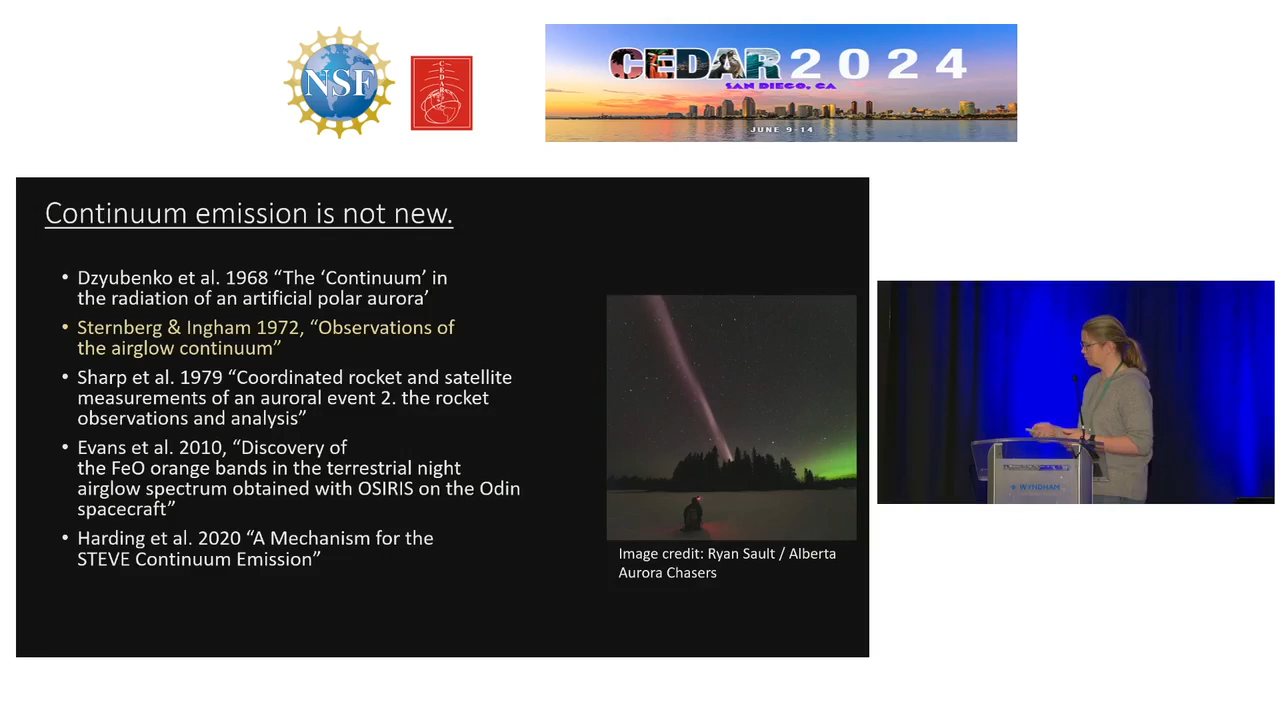 NSF
CEDAR
CEDAR 2024
SAN DIEGO, CA
JUNE 9-14
Continuum emission is not new.
• Dzyubenko et al. 1968 “The ‘Continuum’ in
the radiation of an artificial polar aurora’
• Sternberg & Ingham 1972, “Observations of
the airglow continuum”
• Sharp et al. 1979 “Coordinated rocket and satellite
measurements of an auroral event 2. the rocket
observations and analysis”
• Evans et al. 2010, “Discovery of
the FeO orange bands in the terrestrial night
airglow spectrum obtained with OSIRIS on the Odin
spacecraft”
• Harding et al. 2020 “A Mechanism for the
STEVE Continuum Emission”
Image credit: Ryan Sault / Alberta
Aurora Chasers
WYNDHAM